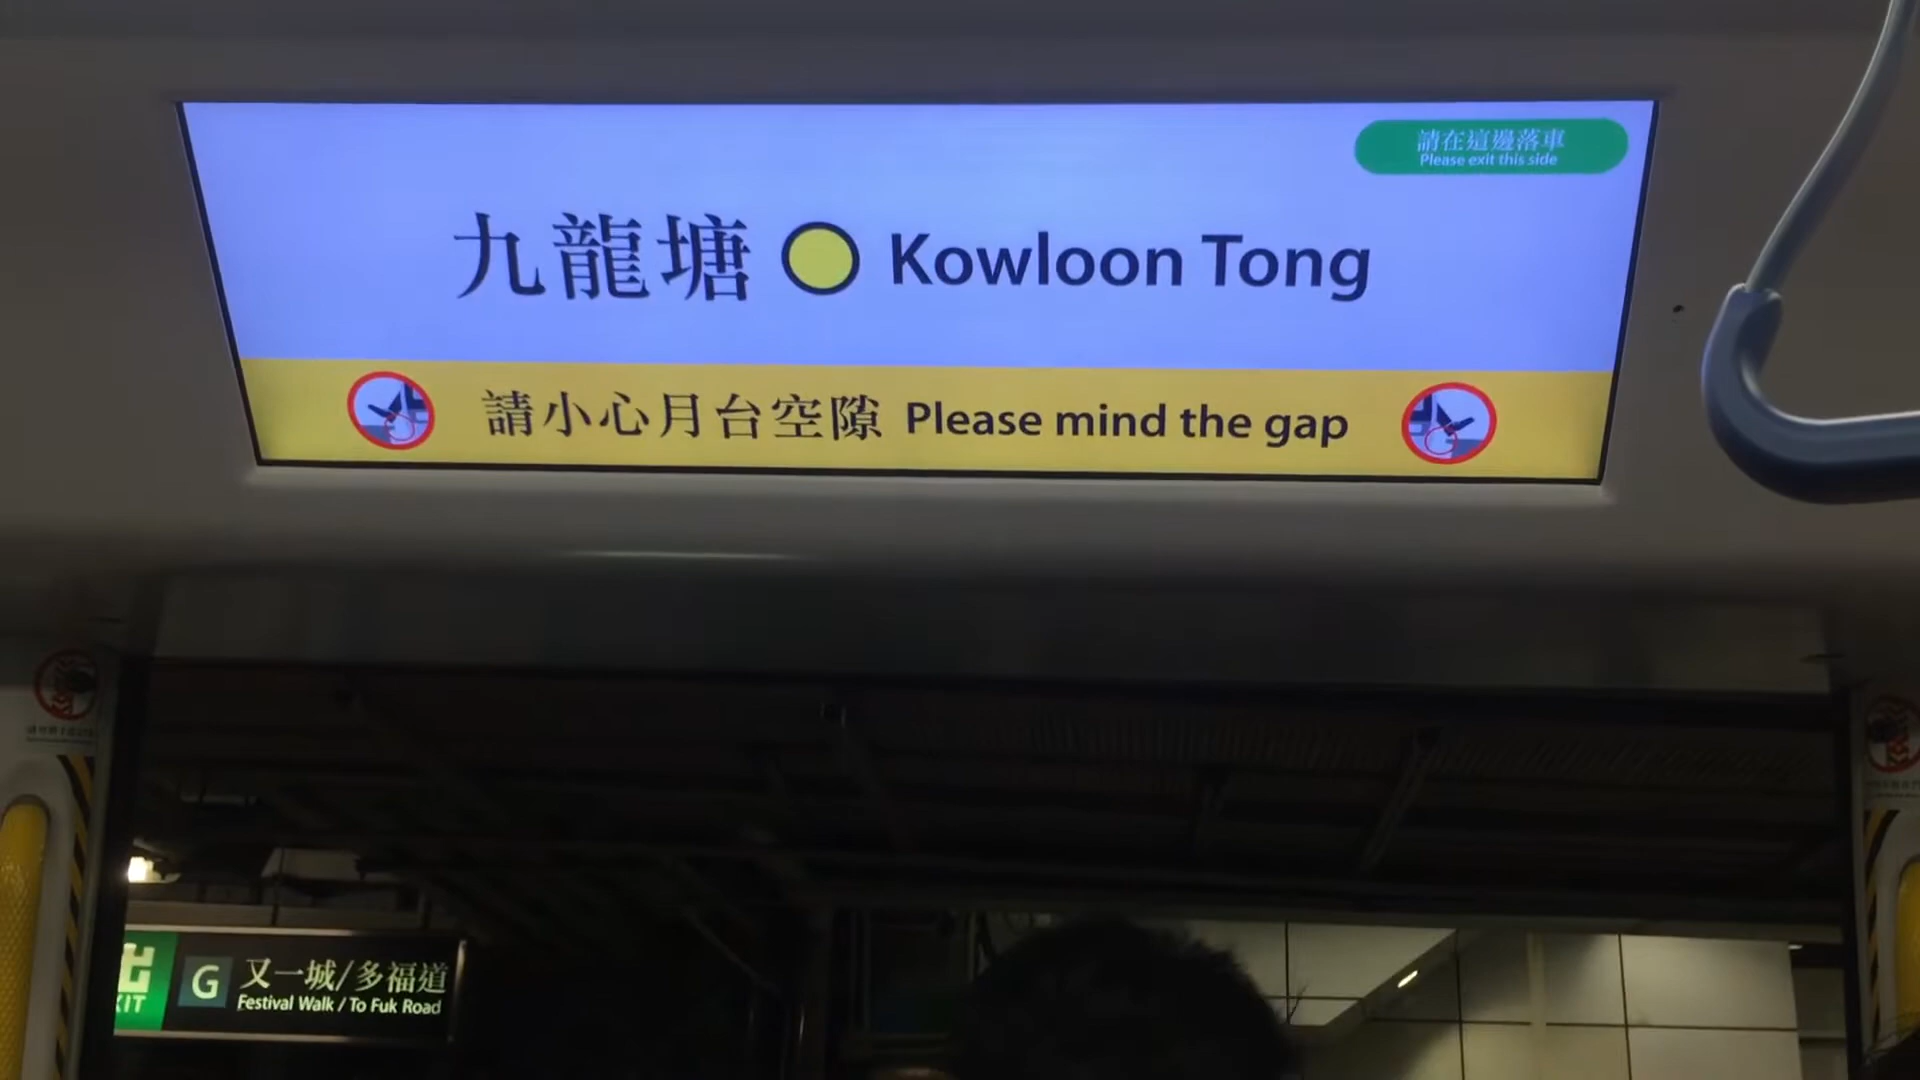 請在這邊落車
Please exit this side
九龍塘 Kowloon Tong
請小心月台空隙 Please mind the gap
出
G 又一城/多福道
Festival Walk / To Fuk Road